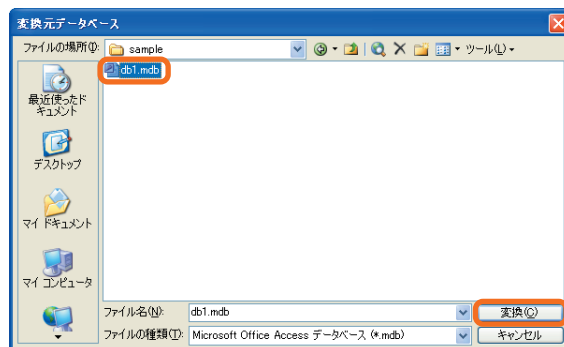 変換元データベース
ファイルの場所(I):
sample
ツール(L)
db1.mdb
最近使ったド
キュメント
デスクトップ
マイ ドキュメント
マイ コンピュータ
ファイル名(N):
db1.mdb
変換(C)
ファイルの種類(T):
Microsoft Office Access データベース (*.mdb)
キャンセル